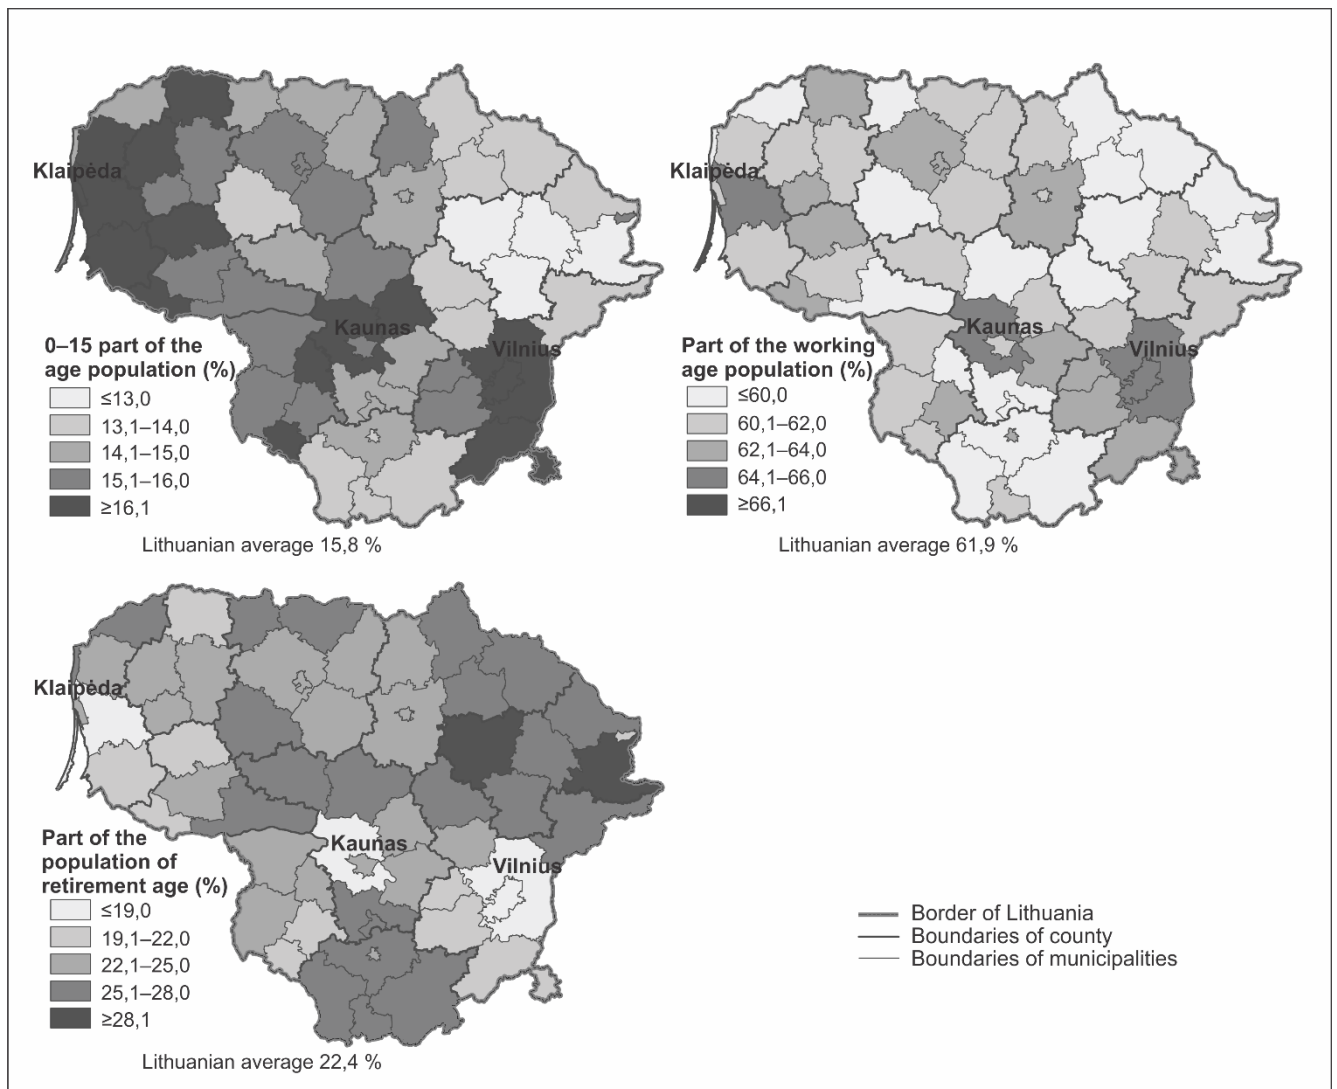 Klaipėda
Kaunas
Vilnius
0–15 part of the
age population (%)
≤13,0
13,1–14,0
14,1–15,0
15,1–16,0
≥16,1
Lithuanian average 15,8 %
Klaipėda
Kaunas
Vilnius
Part of the working
age population (%)
≤60,0
60,1–62,0
62,1–64,0
64,1–66,0
≥66,1
Lithuanian average 61,9 %
Klaipėda
Kaunas
Vilnius
Part of the
population of
retirement age (%)
≤19,0
19,1–22,0
22,1–25,0
25,1–28,0
≥28,1
Lithuanian average 22,4 %
Border of Lithuania
Boundaries of county
Boundaries of municipalities